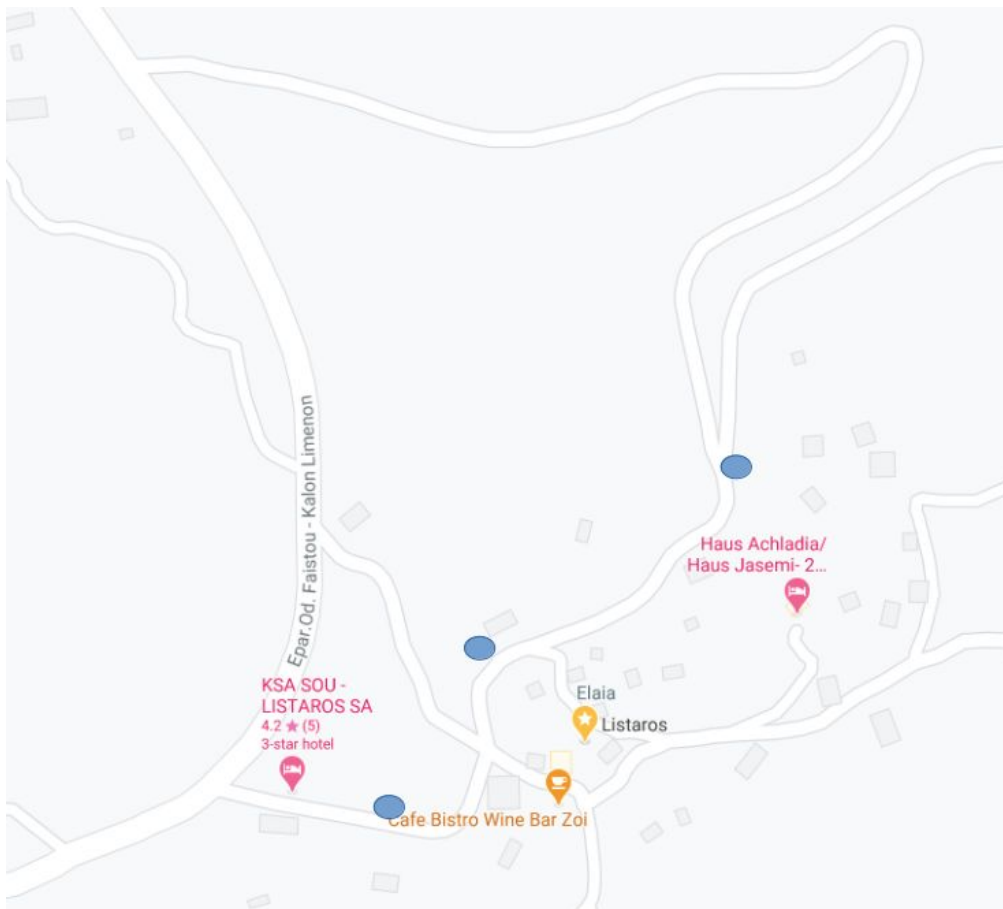 Epar.Od. Faistou - Kalon Limenon
Haus Achladia/
Haus Jasemi- 2...
KSA SOU -
LISTAROS SA
4.2 ★ (5)
3-star hotel
Elaia
Listaros
Cafe Bistro Wine Bar Zoi